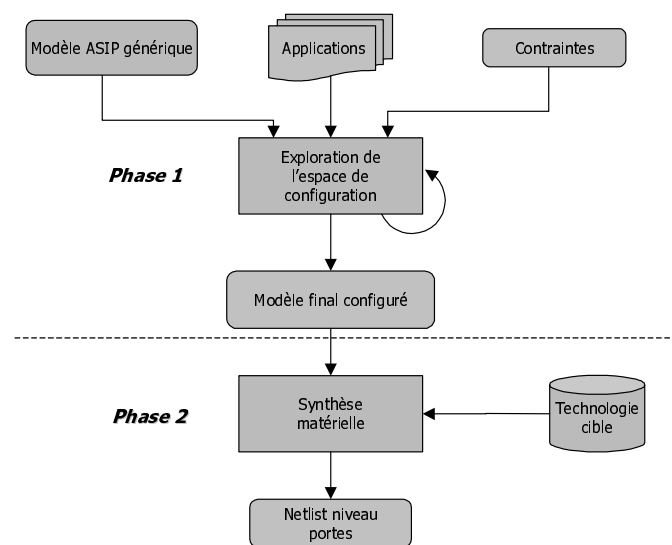 Modèle ASIP générique
Applications
Contraintes
Phase 1
Exploration de
l'espace de
configuration
Modèle final configuré
Phase 2
Synthèse
matérielle
Technologie
cible
Netlist niveau
portes